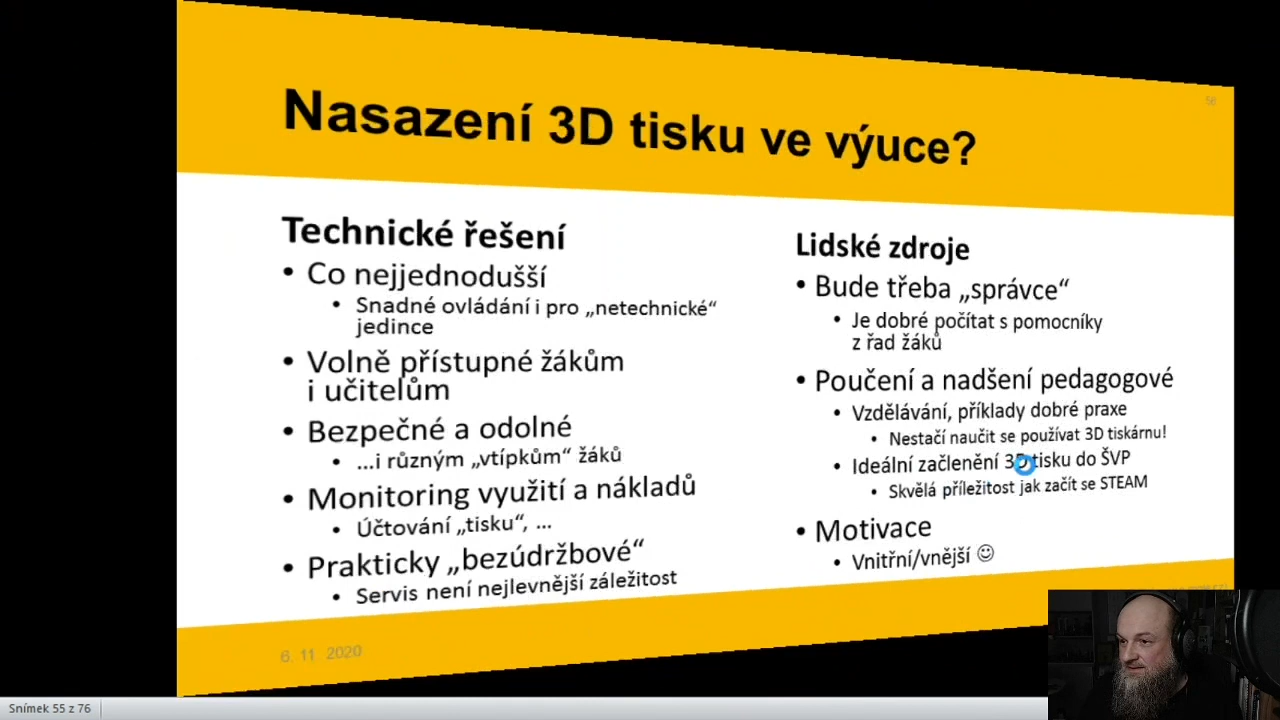 56
Nasazení 3D tisku ve výuce?
Technické řešení
• Co nejjednodušší
• Snadné ovládání i pro „netechnické“
jedince
• Volně přístupné žákům
i učitelům
• Bezpečné a odolné
• ...i různým „vtípkům“ žáků
• Monitoring využití a nákladů
• Účtování „tisku“, ...
• Prakticky „bezúdržbové“
• Servis není nejlevnější záležitost
Lidské zdroje
• Bude třeba „správce“
• Je dobré počítat s pomocníky
z řad žáků
• Poučení a nadšení pedagogové
• Vzdělávání, příklady dobré praxe
• Nestačí naučit se používat 3D tiskárnu!
• Ideální začlenění 3D tisku do ŠVP
• Skvělá příležitost jak začít se STEAM
• Motivace
• Vnitřní/vnější ☺
6. 11 2020
Snímek 55 z 76